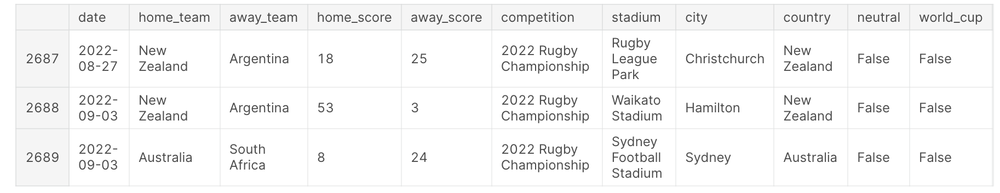 date home_team away_team home_score away_score competition stadium city country neutral world_cup
2687 2022-08-27 New Zealand Argentina 18 25 2022 Rugby Championship Rugby League Park Christchurch New Zealand False False
2688 2022-09-03 New Zealand Argentina 53 3 2022 Rugby Championship Waikato Stadium Hamilton New Zealand False False
2689 2022-09-03 Australia South Africa 8 24 2022 Rugby Championship Sydney Football Stadium Sydney Australia False False